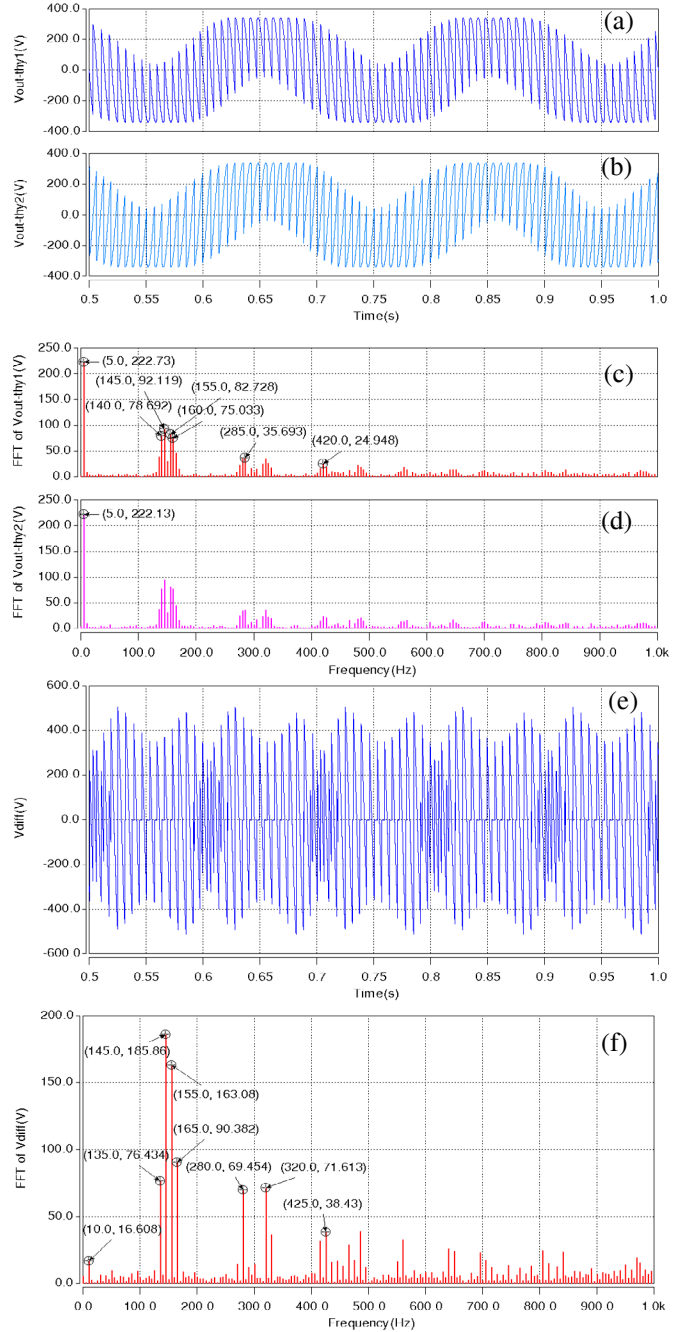 (a)
Vout-thy1(V)
400.0
200.0
0.0
-200.0
-400.0
(b)
Vout-thy2(V)
400.0
200.0
0.0
-200.0
-400.0
0.5 0.55 0.6 0.65 0.7 0.75 0.8 0.85 0.9 0.95 1.0
Time(s)
(c)
FFT of Vout-thy1(V)
250.0
200.0
150.0
100.0
50.0
0.0
(5.0, 222.73)
(145.0, 92.119)
(155.0, 82.728)
(140.0, 78.692)
(160.0, 75.033)
(285.0, 35.693)
(420.0, 24.948)
(d)
FFT of Vout-thy2(V)
250.0
200.0
150.0
100.0
50.0
0.0
(5.0, 222.13)
0.0 100.0 200.0 300.0 400.0 500.0 600.0 700.0 800.0 900.0 1.0k
Frequency(Hz)
(e)
Vdiff(V)
600.0
400.0
200.0
0.0
-200.0
-400.0
-600.0
0.5 0.55 0.6 0.65 0.7 0.75 0.8 0.85 0.9 0.95 1.0
Time(s)
(f)
FFT of Vdiff(V)
200.0
150.0
100.0
50.0
0.0
(145.0, 185.86)
(155.0, 163.08)
(165.0, 90.382)
(135.0, 76.434)
(280.0, 69.454)
(320.0, 71.613)
(425.0, 38.43)
(10.0, 16.608)
0.0 100.0 200.0 300.0 400.0 500.0 600.0 700.0 800.0 900.0 1.0k
Frequency(Hz)